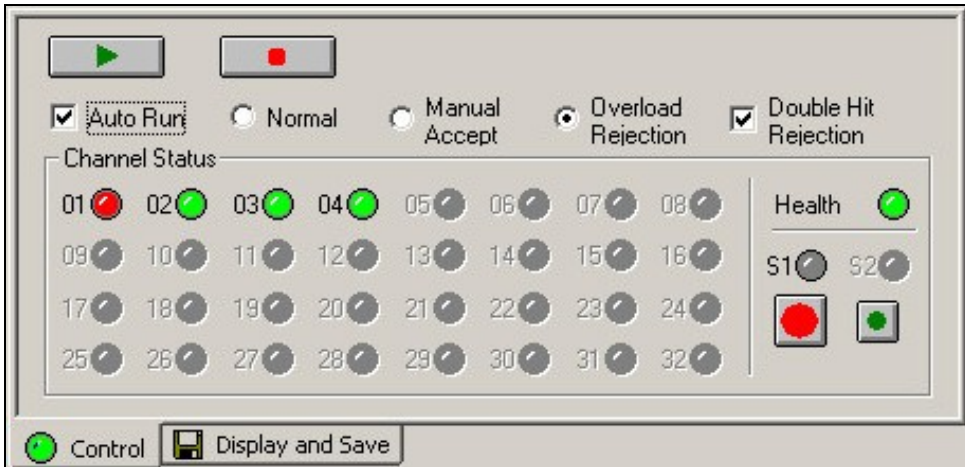 Auto Run Normal Manual Accept Overload Rejection Double Hit Rejection
Channel Status
01 02 03 04 05 06 07 08
09 10 11 12 13 14 15 16
17 18 19 20 21 22 23 24
25 26 27 28 29 30 31 32
Health
S1 S2
Control Display and Save